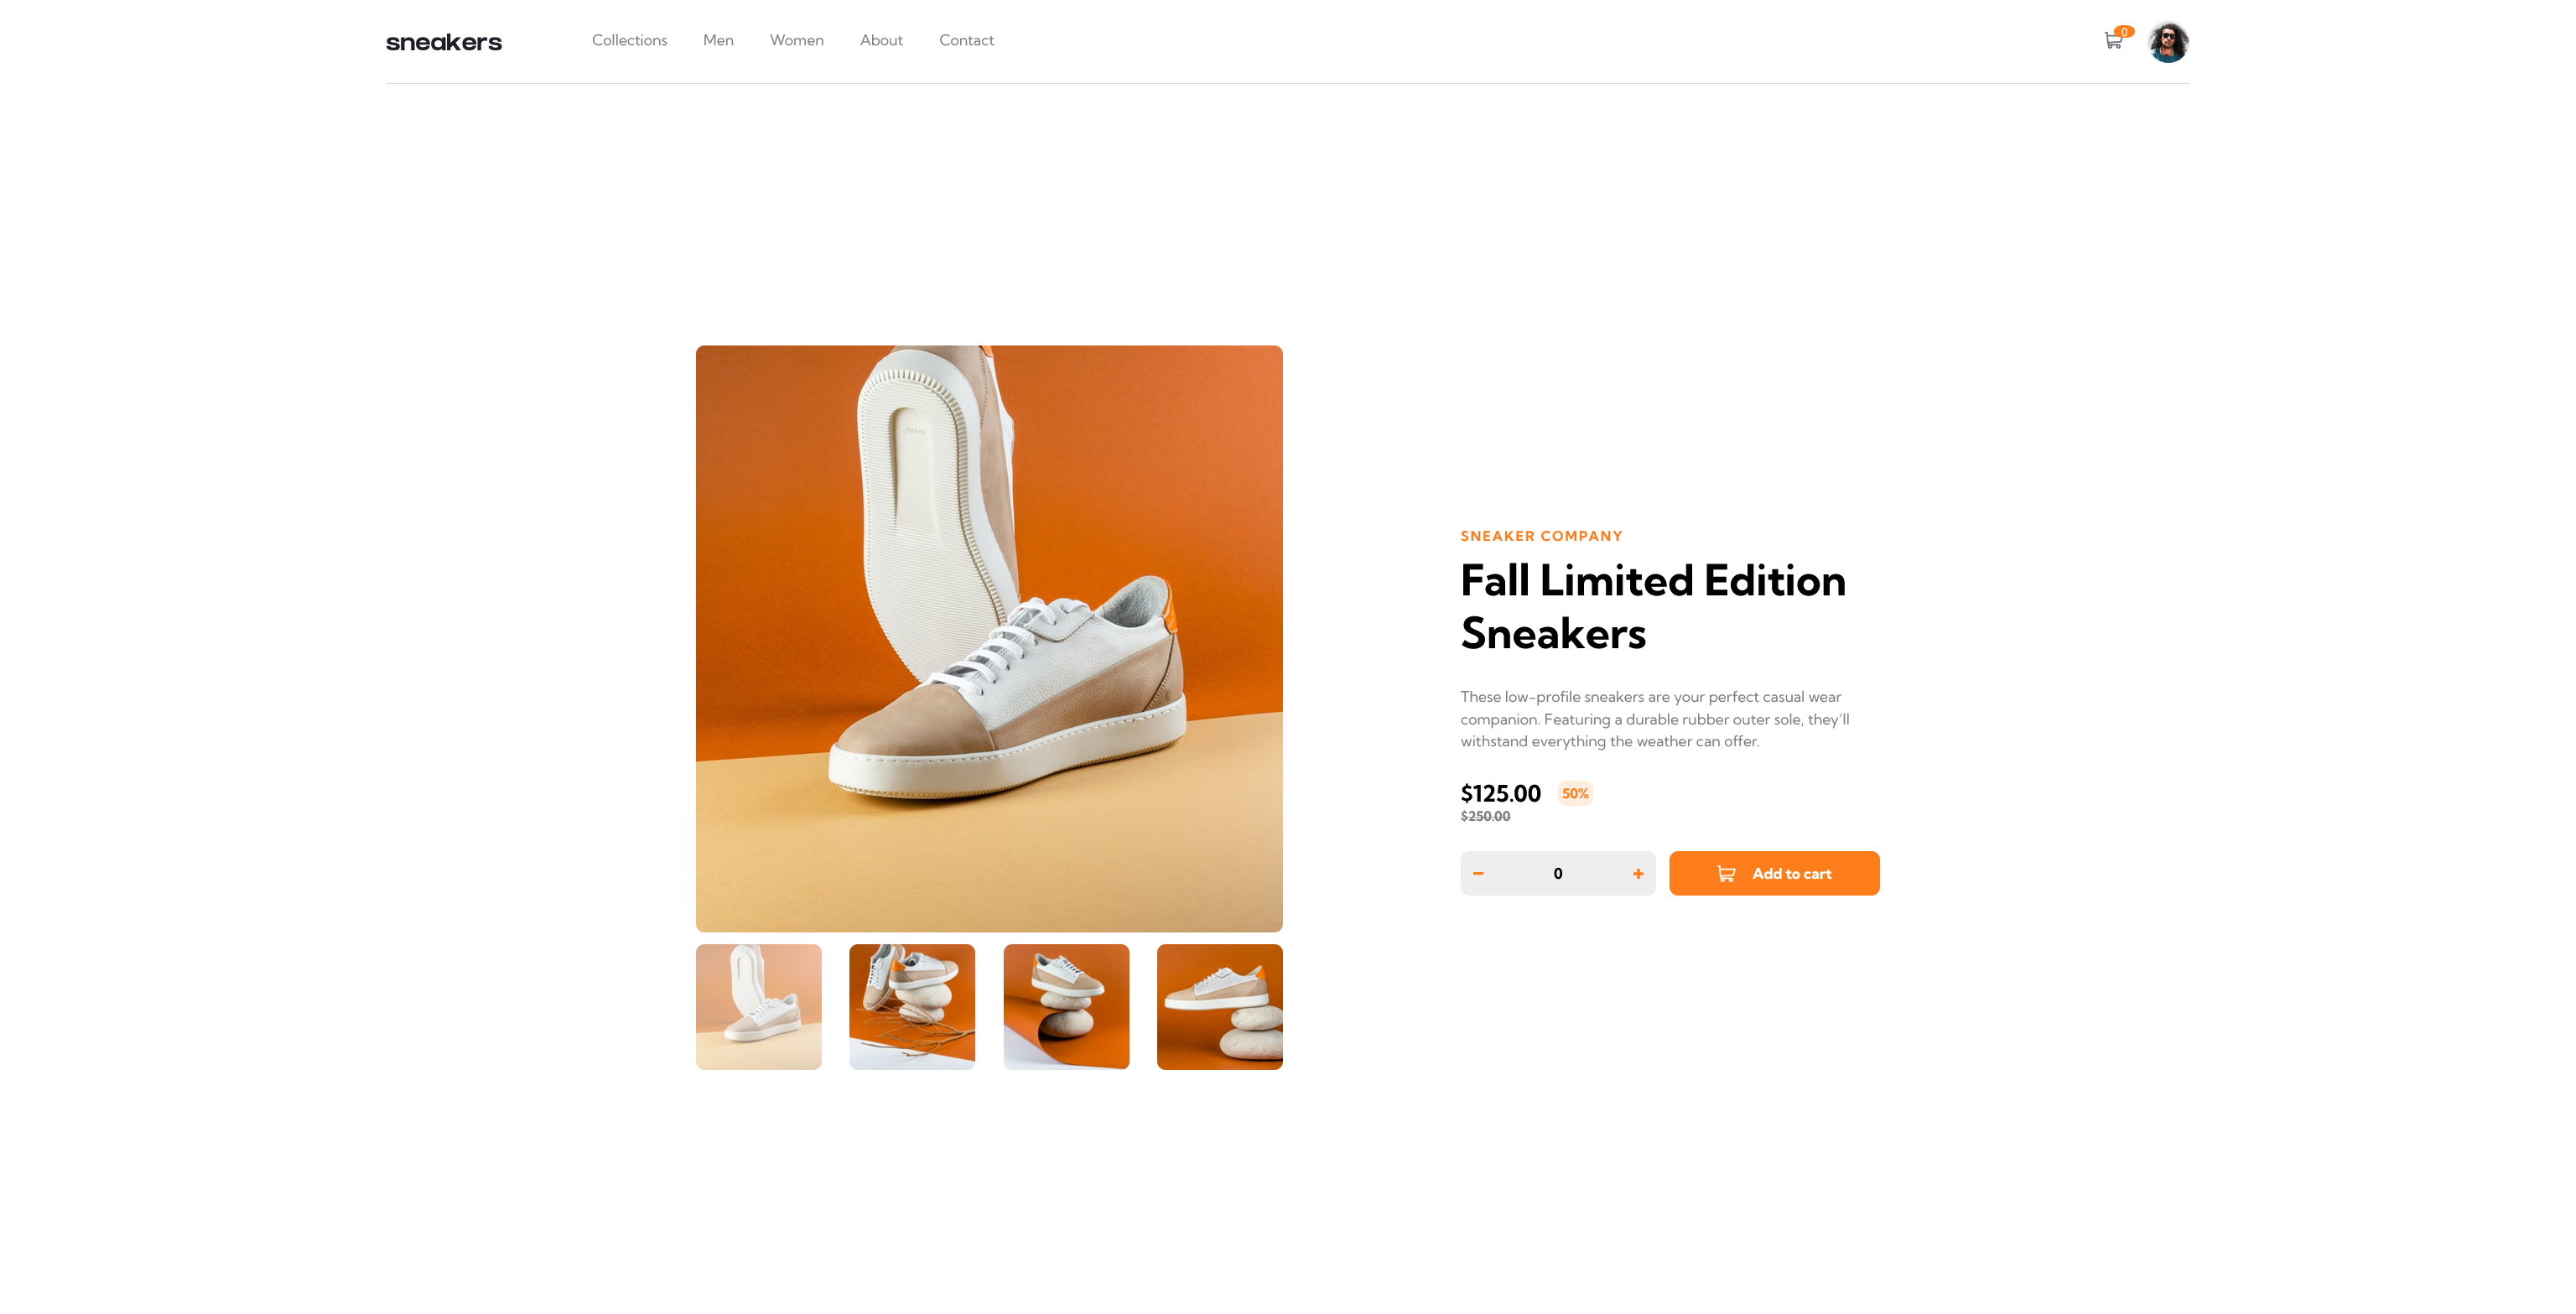 sneakers
Collections
Men
Women
About
Contact
0
SNEAKER COMPANY
Fall Limited Edition
Sneakers
These low-profile sneakers are your perfect casual wear
companion. Featuring a durable rubber outer sole, they’ll
withstand everything the weather can offer.
$125.00 50%
$250.00
0
Add to cart